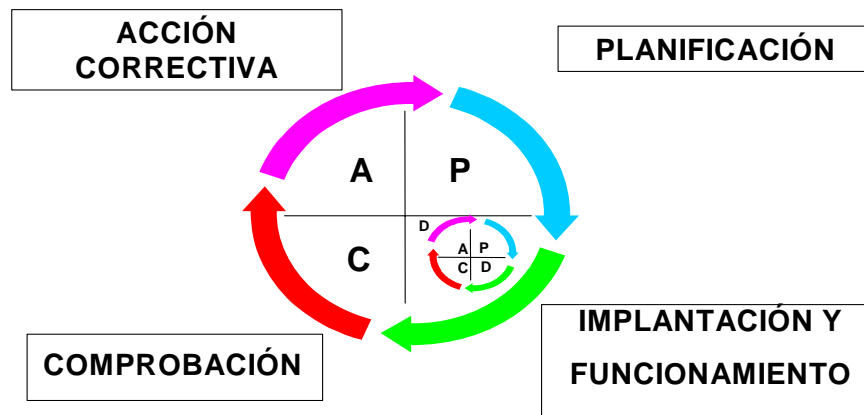 ACCIÓN
CORRECTIVA
PLANIFICACIÓN
A
P
D
A P
C D
C
COMPROBACIÓN
IMPLANTACIÓN Y
FUNCIONAMIENTO